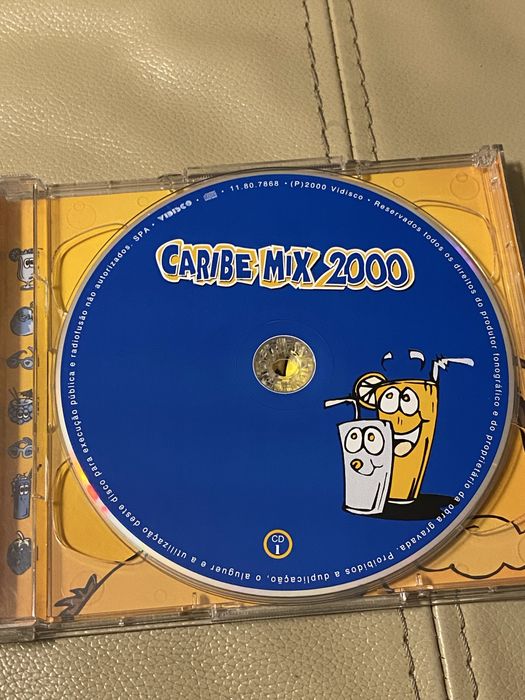 VIDISCO · 11.80.7868 · (P)2000 Vidisco · Reservados todos os direitos do produtor fonográfico e do proprietário da obra gravada. Proibidos a duplicação, o aluguer e a utilização deste disco para execução pública e radiofusão não autorizados. SPA ·
CARIBE MIX 2000
CD
1